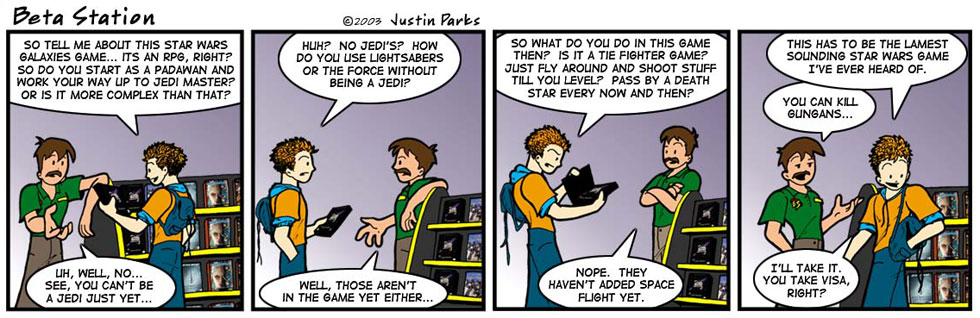 Beta Station
©2003 Justin Parks
SO TELL ME ABOUT THIS STAR WARS
GALAXIES GAME... ITS AN RPG, RIGHT?
SO DO YOU START AS A PADAWAN AND
WORK YOUR WAY UP TO JEDI MASTER?
OR IS IT MORE COMPLEX THAN THAT?
UH, WELL, NO...
SEE, YOU CAN'T BE
A JEDI JUST YET...
HUH? NO JEDI'S? HOW
DO YOU USE LIGHTSABERS
OR THE FORCE WITHOUT
BEING A JEDI?
WELL, THOSE AREN'T
IN THE GAME YET EITHER...
SO WHAT DO YOU DO IN THIS GAME
THEN? IS IT A TIE FIGHTER GAME?
JUST FLY AROUND AND SHOOT STUFF
TILL YOU LEVEL? PASS BY A DEATH
STAR EVERY NOW AND THEN?
NOPE. THEY
HAVEN'T ADDED SPACE
FLIGHT YET.
THIS HAS TO BE THE LAMEST
SOUNDING STAR WARS GAME
I'VE EVER HEARD OF.
YOU CAN KILL
GUNGANS...
I'LL TAKE IT.
YOU TAKE VISA,
RIGHT?